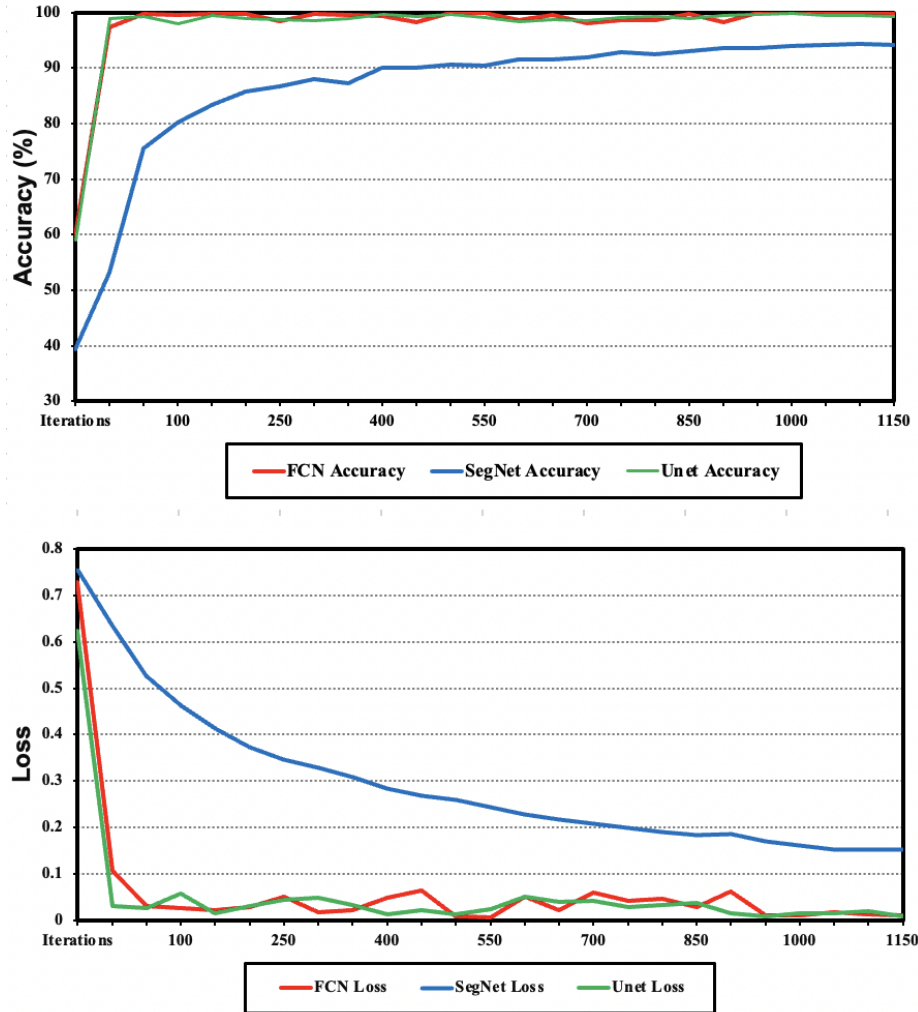 100
90
80
70
60
50
40
30
Accuracy (%)
Iterations 100 250 400 550 700 850 1000 1150
FCN Accuracy SegNet Accuracy Unet Accuracy
0.8
0.7
0.6
0.5
0.4
0.3
0.2
0.1
0
Loss
Iterations 100 250 400 550 700 850 1000 1150
FCN Loss SegNet Loss Unet Loss